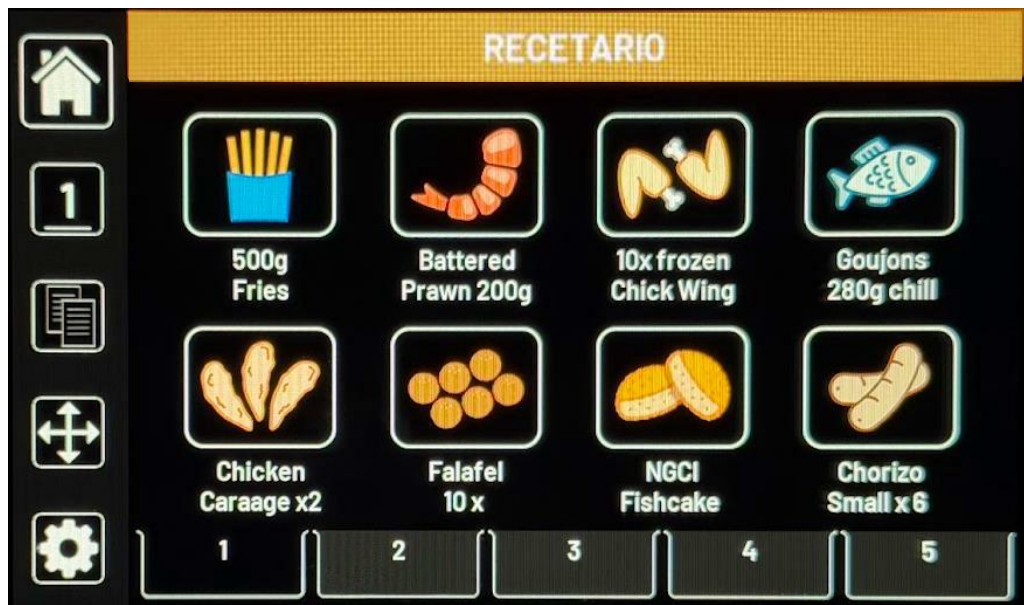 RECETARIO
1
500g
Fries
Battered
Prawn 200g
10x frozen
Chick Wing
Goujons
280g chill
Chicken
Caraage x2
Falafel
10 x
NGCI
Fishcake
Chorizo
Small x 6
1
2
3
4
5